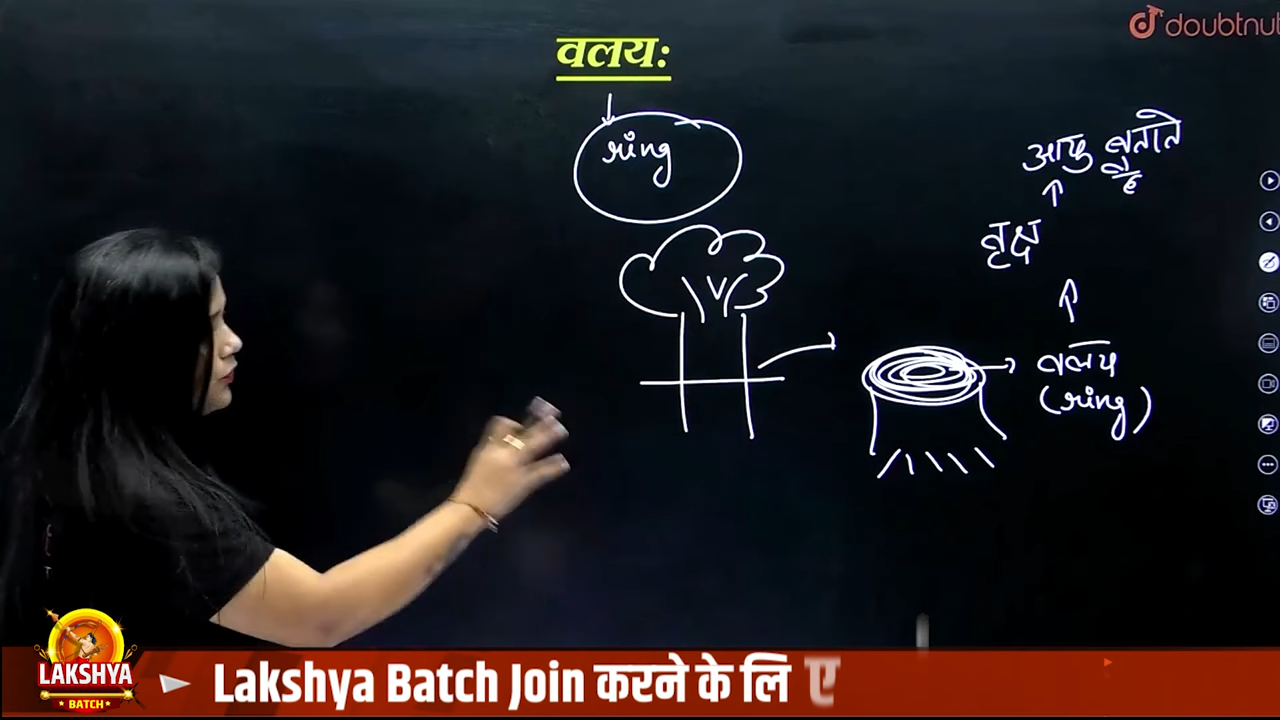 doubtnut
वलय:
ring
आयु बताते
है
वृक्ष
वलय
(ring)
LAKSHYA
BATCH
Lakshya Batch Join करने के लि ए